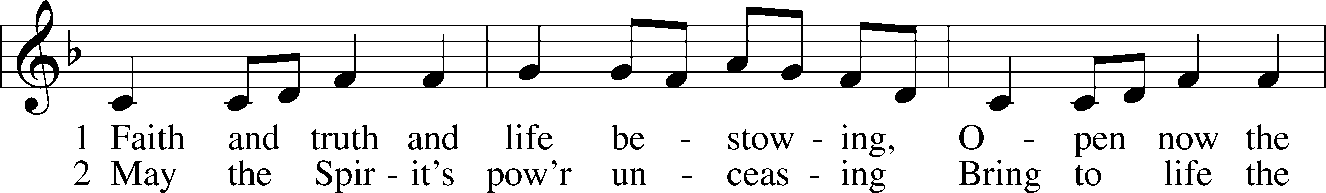 1 Faith and truth and life be - stow - ing, O - pen now the
2 May the Spir - it's pow'r un - ceas - ing Bring to life the